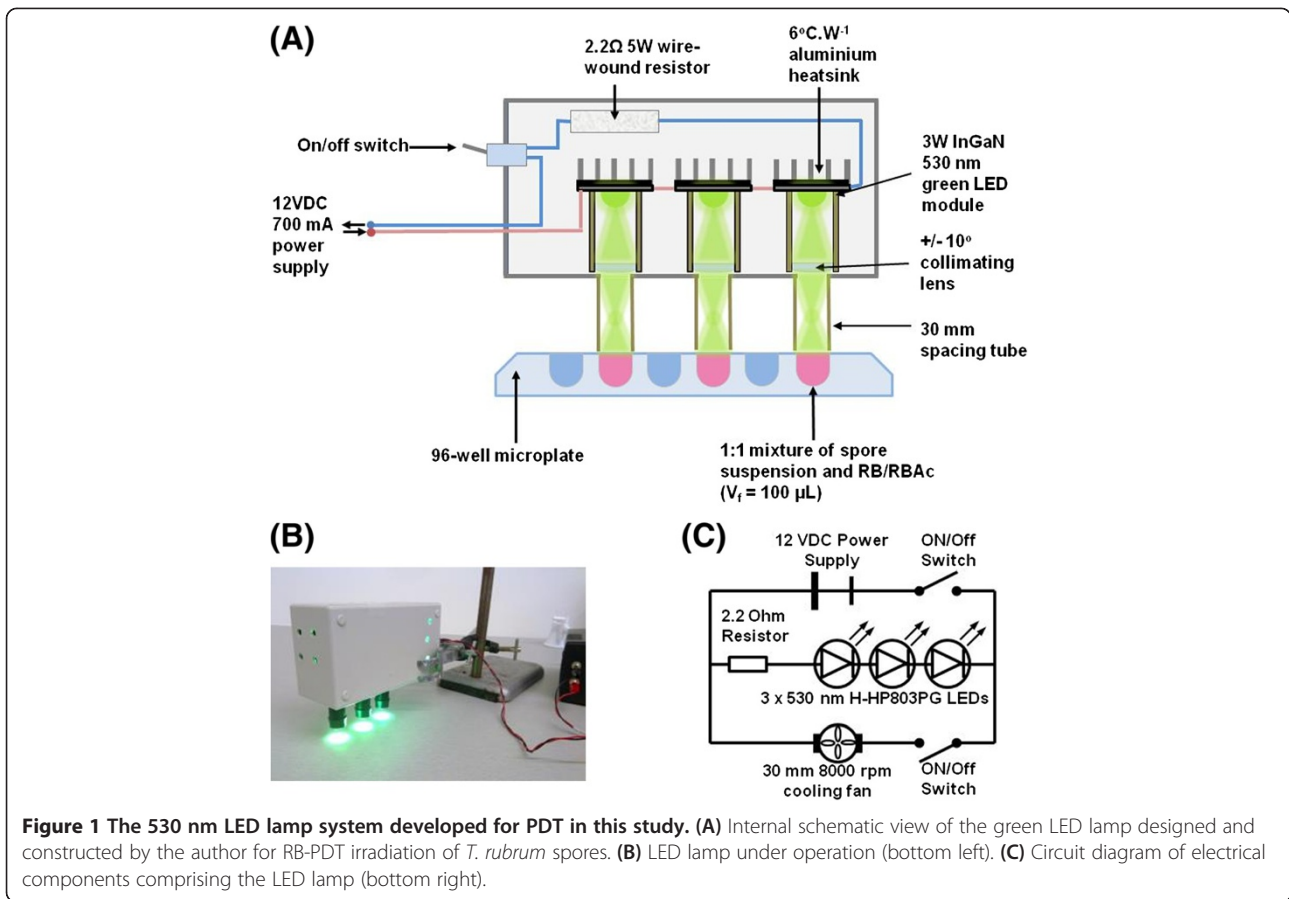 (A)
2.2Ω 5W wire-
wound resistor
6°C.W-1
aluminium
heatsink
On/off switch
3W InGaN
530 nm
green LED
module
12VDC
700 mA
power
supply
+/- 10°
collimating
lens
30 mm
spacing tube
96-well microplate
1:1 mixture of spore
suspension and RB/RBAc
(Vf = 100 µL)
(B)
(C)
12 VDC Power
Supply
ON/Off
Switch
2.2 Ohm
Resistor
3 x 530 nm H-HP803PG LEDs
30 mm 8000 rpm
cooling fan
ON/Off
Switch
Figure 1 The 530 nm LED lamp system developed for PDT in this study. (A) Internal schematic view of the green LED lamp designed and
constructed by the author for RB-PDT irradiation of T. rubrum spores. (B) LED lamp under operation (bottom left). (C) Circuit diagram of electrical
components comprising the LED lamp (bottom right).